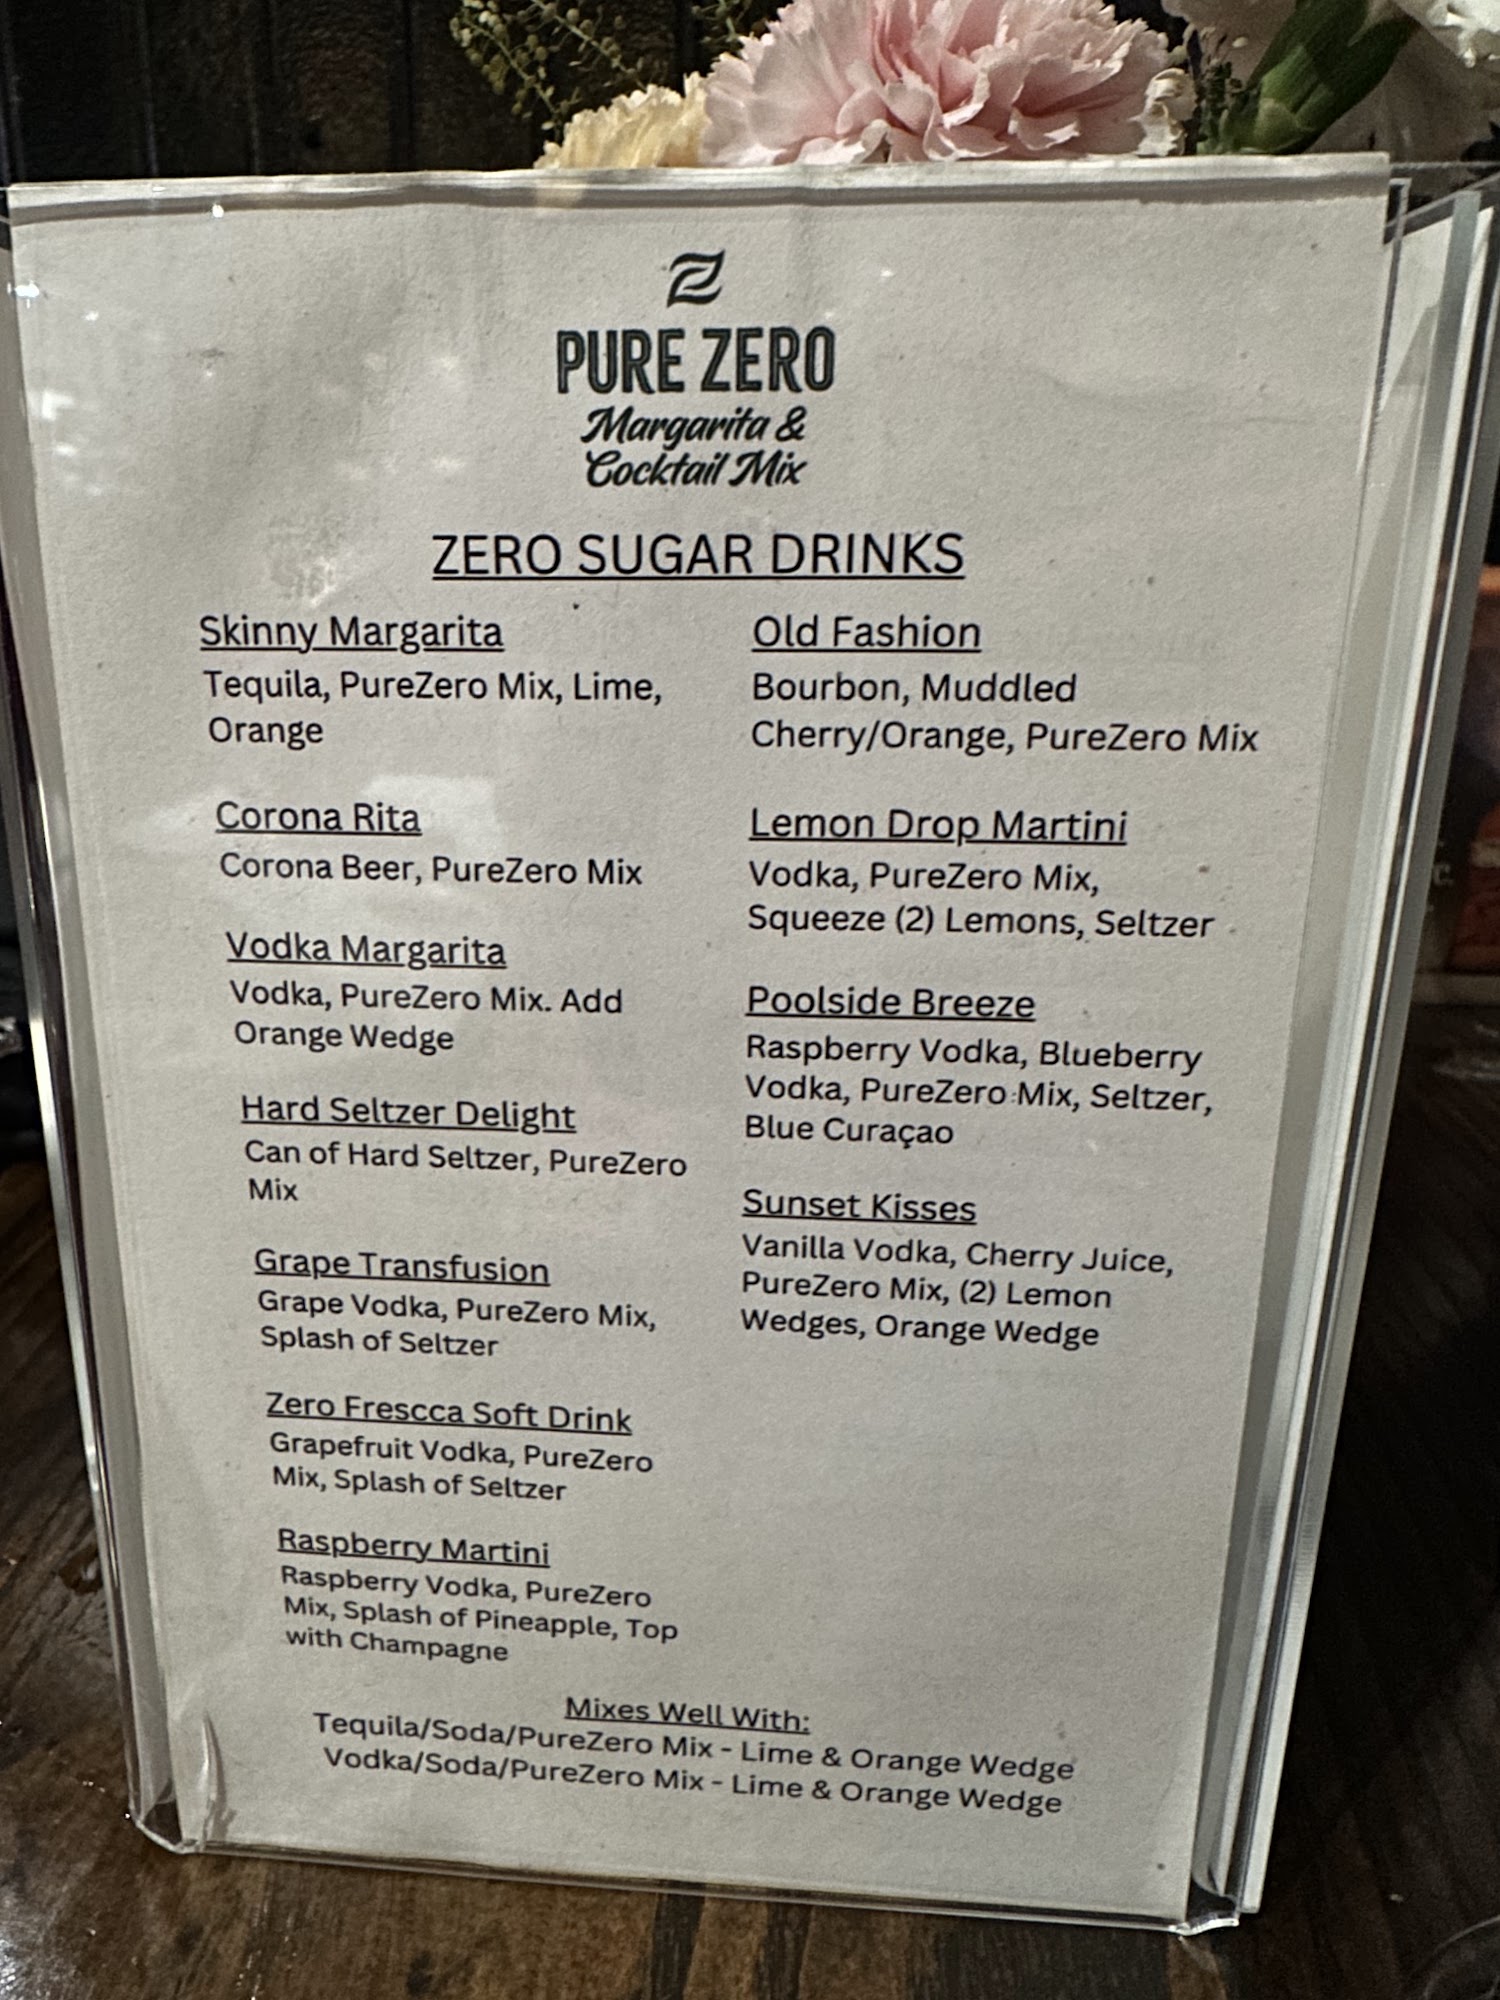 PURE ZERO
Margarita &
Cocktail Mix
ZERO SUGAR DRINKS
Skinny Margarita
Tequila, PureZero Mix, Lime,
Orange
Corona Rita
Corona Beer, PureZero Mix
Vodka Margarita
Vodka, PureZero Mix. Add
Orange Wedge
Hard Seltzer Delight
Can of Hard Seltzer, PureZero
Mix
Grape Transfusion
Grape Vodka, PureZero Mix,
Splash of Seltzer
Zero Frescca Soft Drink
Grapefruit Vodka, PureZero
Mix, Splash of Seltzer
Raspberry Martini
Raspberry Vodka, PureZero
Mix, Splash of Pineapple, Top
with Champagne
Old Fashion
Bourbon, Muddled
Cherry/Orange, PureZero Mix
Lemon Drop Martini
Vodka, PureZero Mix,
Squeeze (2) Lemons, Seltzer
Poolside Breeze
Raspberry Vodka, Blueberry
Vodka, PureZero Mix, Seltzer,
Blue Curaçao
Sunset Kisses
Vanilla Vodka, Cherry Juice,
PureZero Mix, (2) Lemon
Wedges, Orange Wedge
Mixes Well With:
Tequila/Soda/PureZero Mix - Lime & Orange Wedge
Vodka/Soda/PureZero Mix - Lime & Orange Wedge